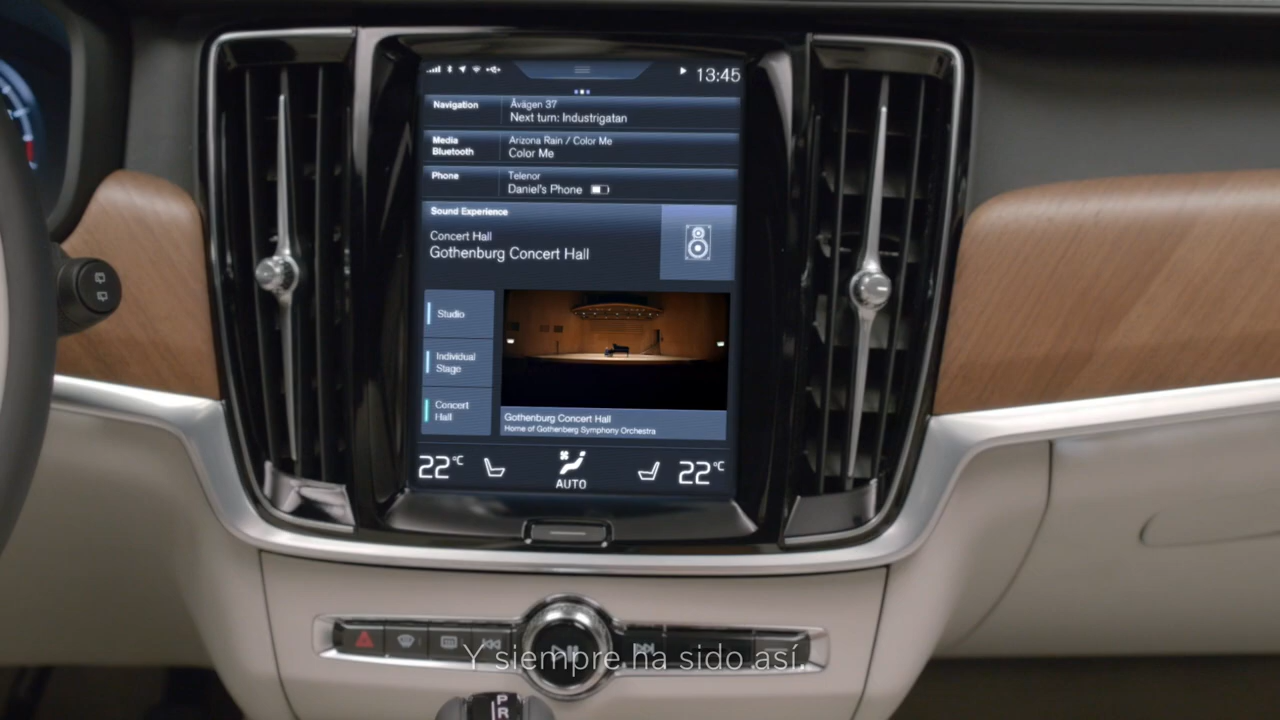 13:45
Navigation
Åvägen 37
Next turn: Industrigatan
Media
Bluetooth
Arizona Rain / Color Me
Color Me
Phone
Telenor
Daniel's Phone
Sound Experience
Concert Hall
Gothenburg Concert Hall
Studio
Individual
Stage
Concert
Hall
Gothenburg Concert Hall
Home of Gothenberg Symphony Orchestra
22°C
AUTO
22°C
Y siempre ha sido así.
P
R